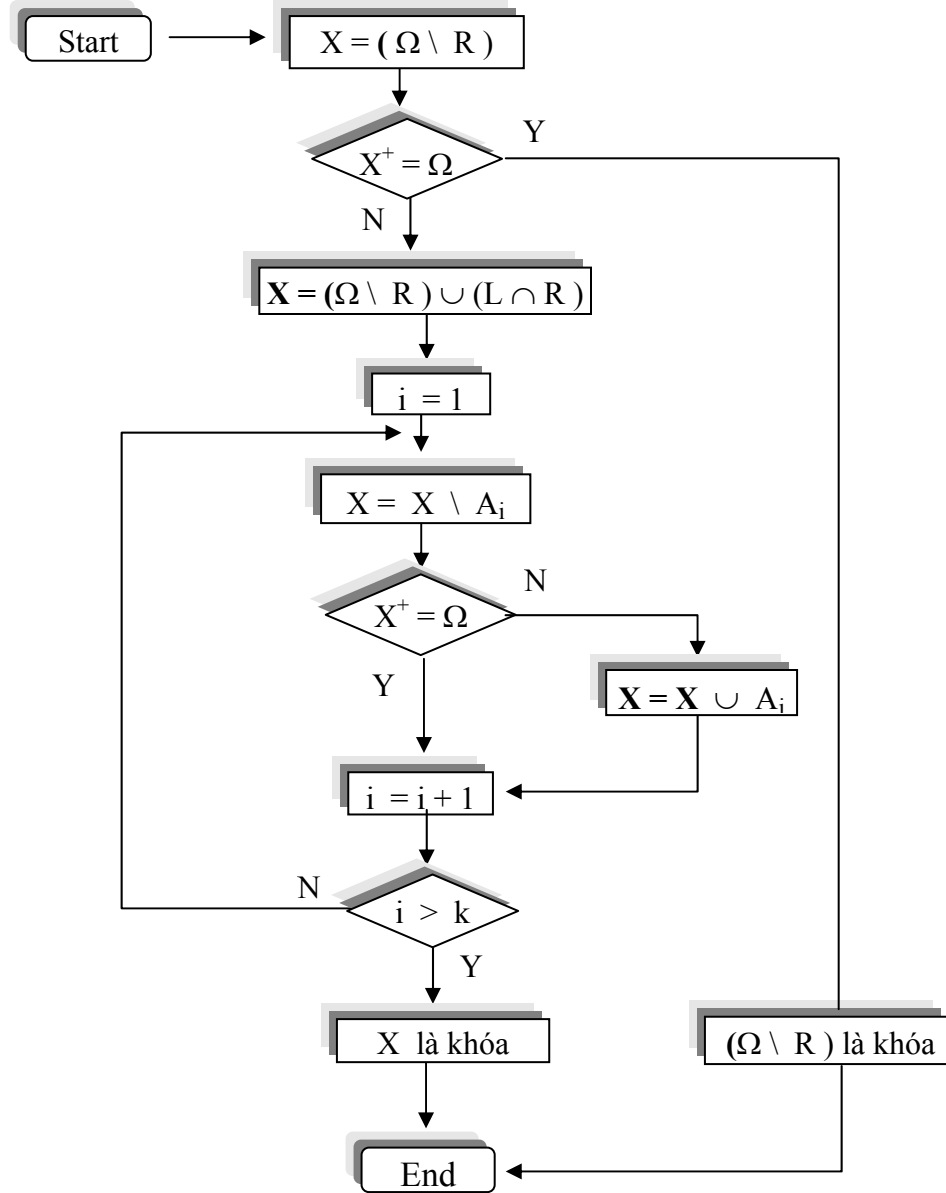 Start
X = ( Ω \ R )
X⁺ = Ω
Y
N
X = (Ω \ R ) ∪ (L ∩ R )
i = 1
X = X \ Aᵢ
X⁺ = Ω
N
Y
X = X ∪ Aᵢ
i = i + 1
i > k
N
Y
X là khóa
(Ω \ R ) là khóa
End